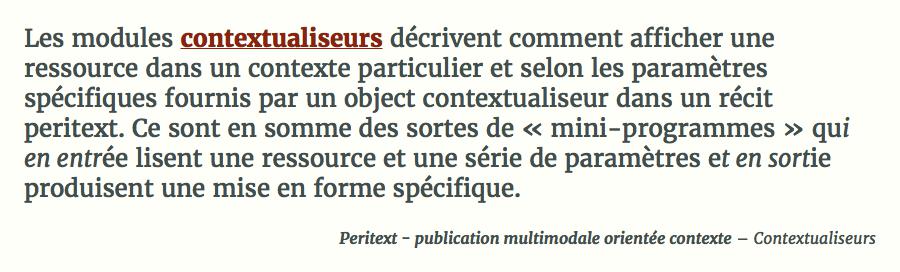 Les modules contextualiseurs décrivent comment afficher une
ressource dans un contexte particulier et selon les paramètres
spécifiques fournis par un object contextualiseur dans un récit
peritext. Ce sont en somme des sortes de « mini-programmes » qui
en entrée lisent une ressource et une série de paramètres et en sortie
produisent une mise en forme spécifique.
Peritext - publication multimodale orientée contexte – Contextualiseurs